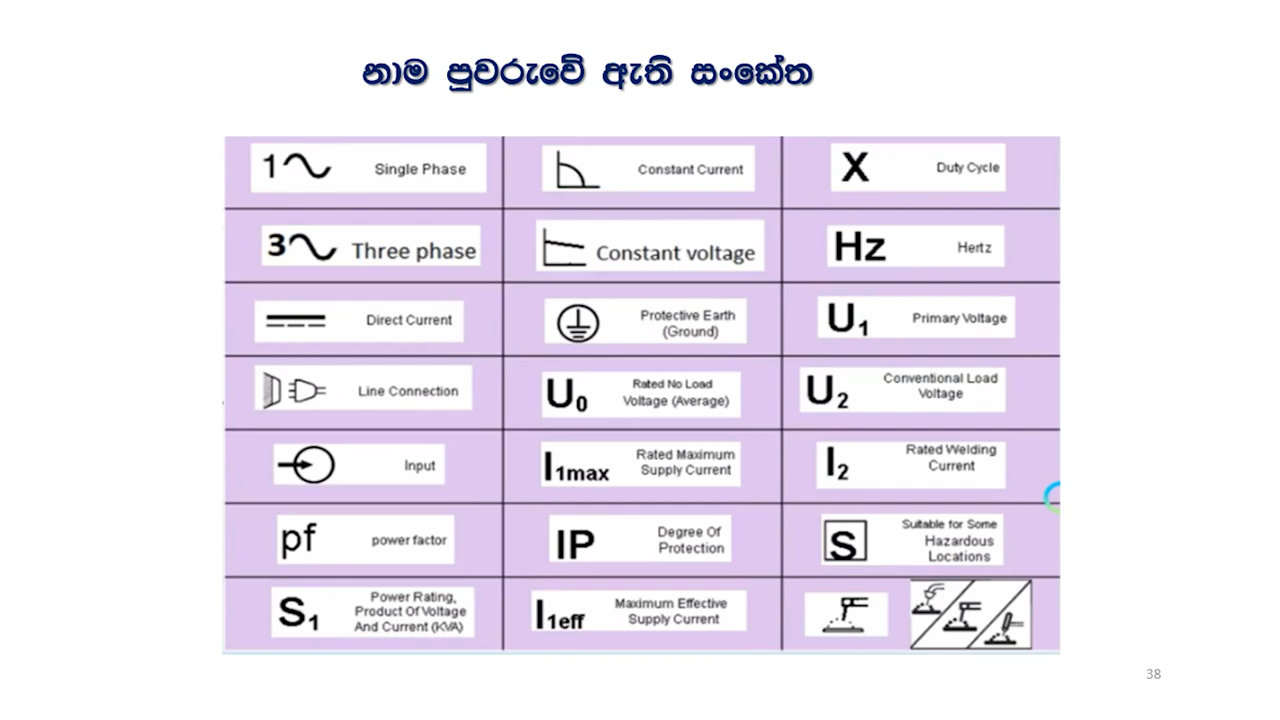 නාම පුවරුවේ ඇති සංකේත
1 Single Phase
Constant Current
X Duty Cycle
3 Three phase
Constant voltage
Hz Hertz
Direct Current
Protective Earth
(Ground)
U1 Primary Voltage
Line Connection
U0 Rated No Load
Voltage (Average)
U2 Conventional Load
Voltage
Input
I1max Rated Maximum
Supply Current
I2 Rated Welding
Current
pf power factor
IP Degree Of
Protection
S Suitable for Some
Hazardous
Locations
S1 Power Rating,
Product Of Voltage
And Current (KVA)
I1eff Maximum Effective
Supply Current
38